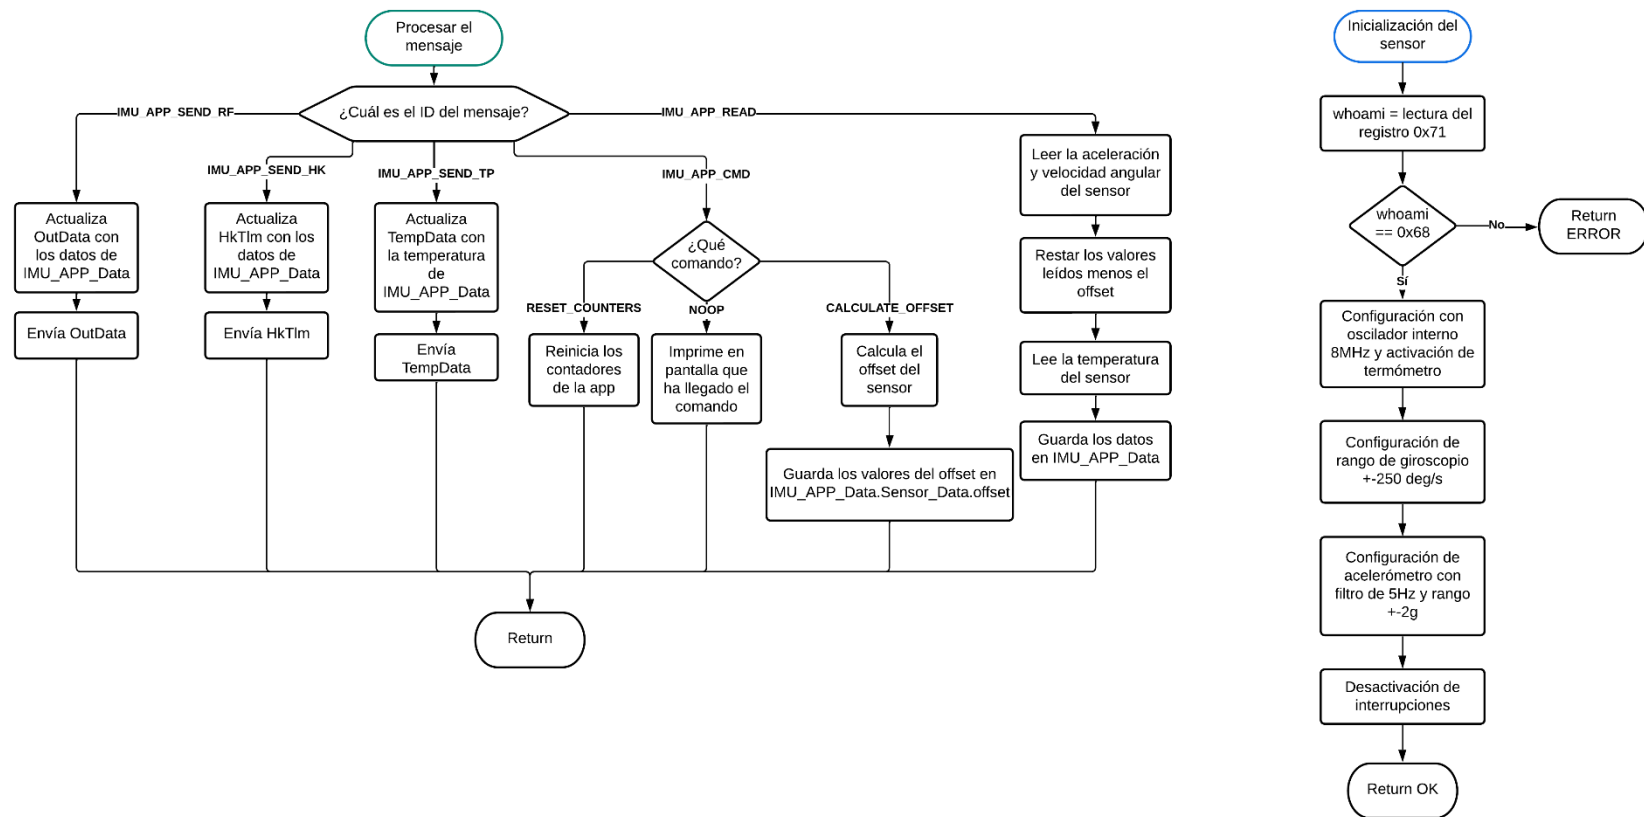 Procesar el
mensaje
¿Cuál es el ID del mensaje?
IMU_APP_SEND_RF
IMU_APP_SEND_HK
IMU_APP_SEND_TP
IMU_APP_CMD
IMU_APP_READ
Actualiza
OutData con
los datos de
IMU_APP_Data
Envía OutData
Actualiza
HkTlm con los
datos de
IMU_APP_Data
Envía HkTlm
Actualiza
TempData con
la temperatura
de
IMU_APP_Data
Envía
TempData
¿Qué
comando?
RESET_COUNTERS
NOOP
CALCULATE_OFFSET
Reinicia los
contadores
de la app
Imprime en
pantalla que
ha llegado el
comando
Calcula el
offset del
sensor
Guarda los valores del offset en
IMU_APP_Data.Sensor_Data.offset
Leer la aceleración
y velocidad angular
del sensor
Restar los valores
leídos menos el
offset
Lee la temperatura
del sensor
Guarda los datos
en IMU_APP_Data
Return
Inicialización del
sensor
whoami = lectura del
registro 0x71
whoami
== 0x68
No
Return
ERROR
Sí
Configuración con
oscilador interno
8MHz y activación de
termómetro
Configuración de
rango de giroscopio
+-250 deg/s
Configuración de
acelerómetro con
filtro de 5Hz y rango
+-2g
Desactivación de
interrupciones
Return OK